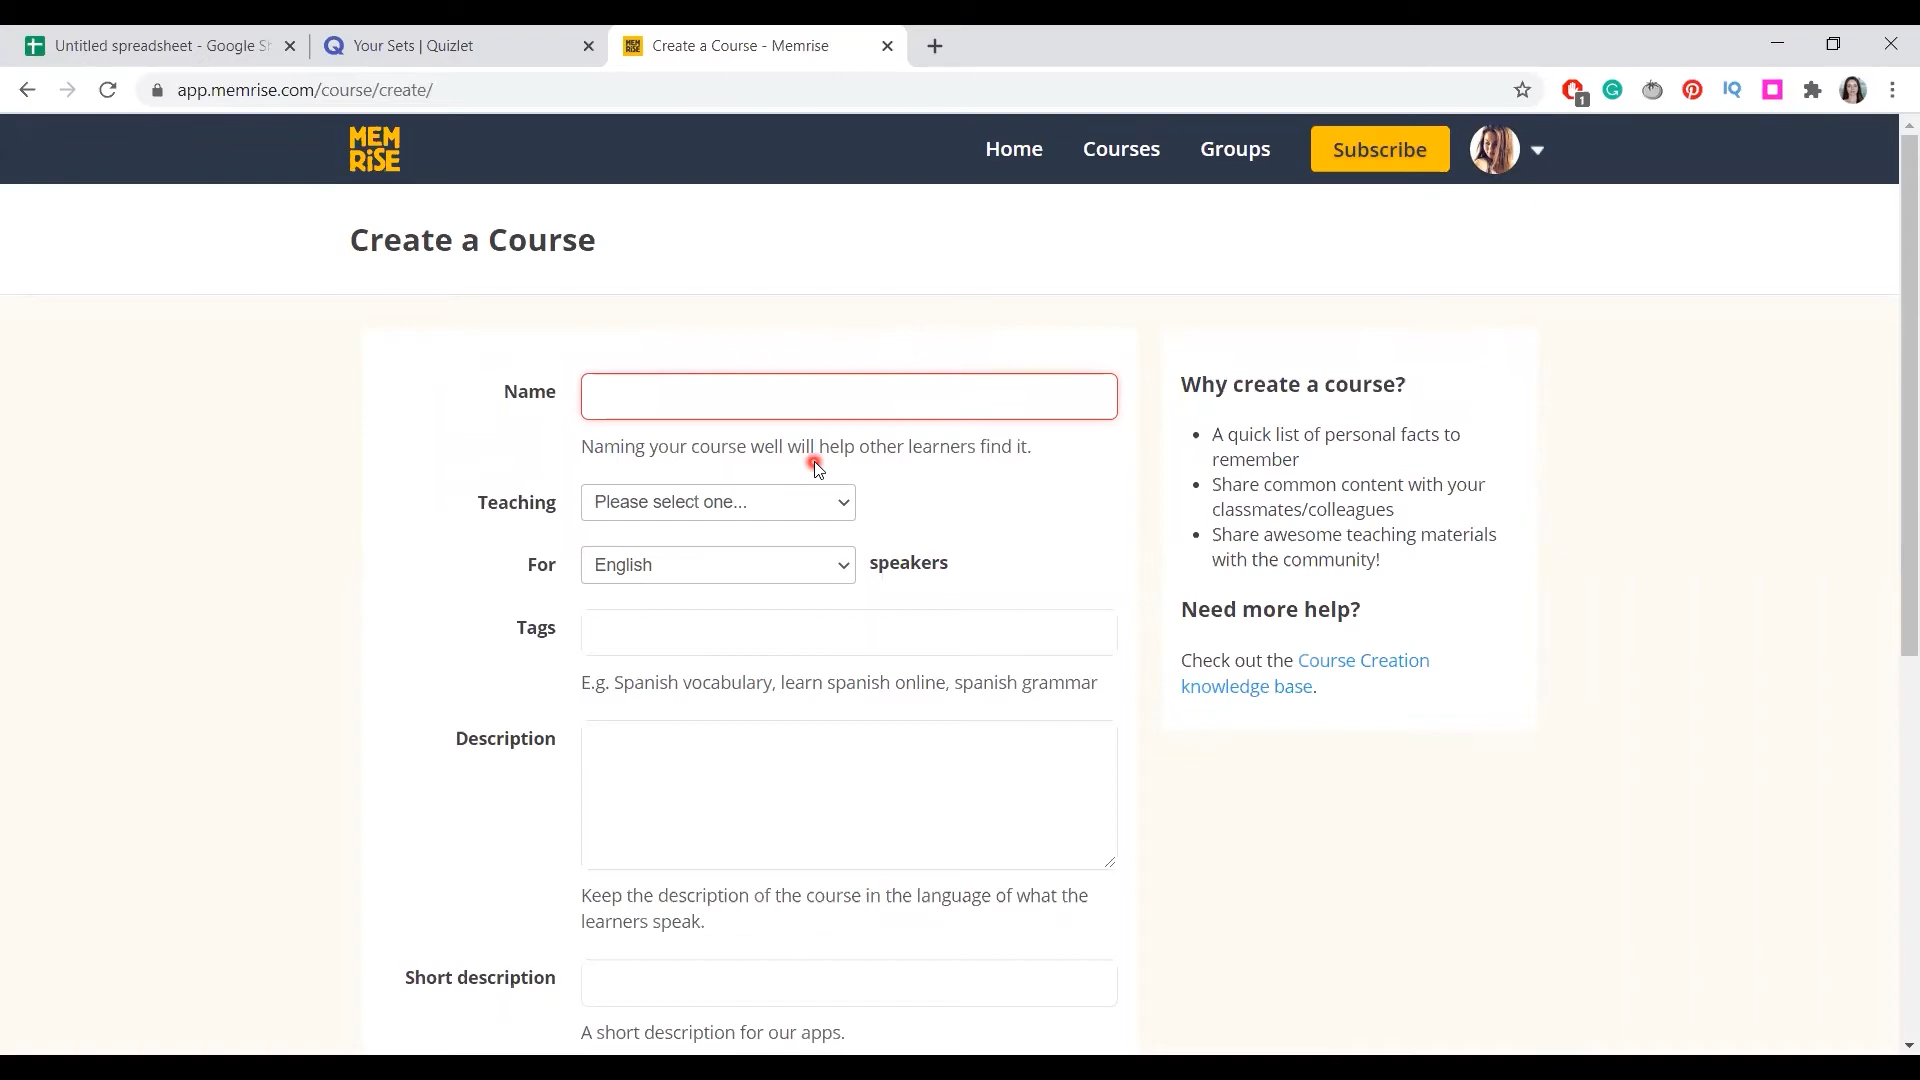 Untitled spreadsheet - Google Sh
Your Sets | Quizlet
Create a Course - Memrise
app.memrise.com/course/create/
1
IQ
MEM
RiSE
Home
Courses
Groups
Subscribe
Create a Course
Name
Naming your course well will help other learners find it.
Teaching
Please select one...
For
English
speakers
Tags
E.g. Spanish vocabulary, learn spanish online, spanish grammar
Description
Keep the description of the course in the language of what the
learners speak.
Short description
A short description for our apps.
Why create a course?
A quick list of personal facts to
remember
Share common content with your
classmates/colleagues
Share awesome teaching materials
with the community!
Need more help?
Check out the Course Creation
knowledge base.